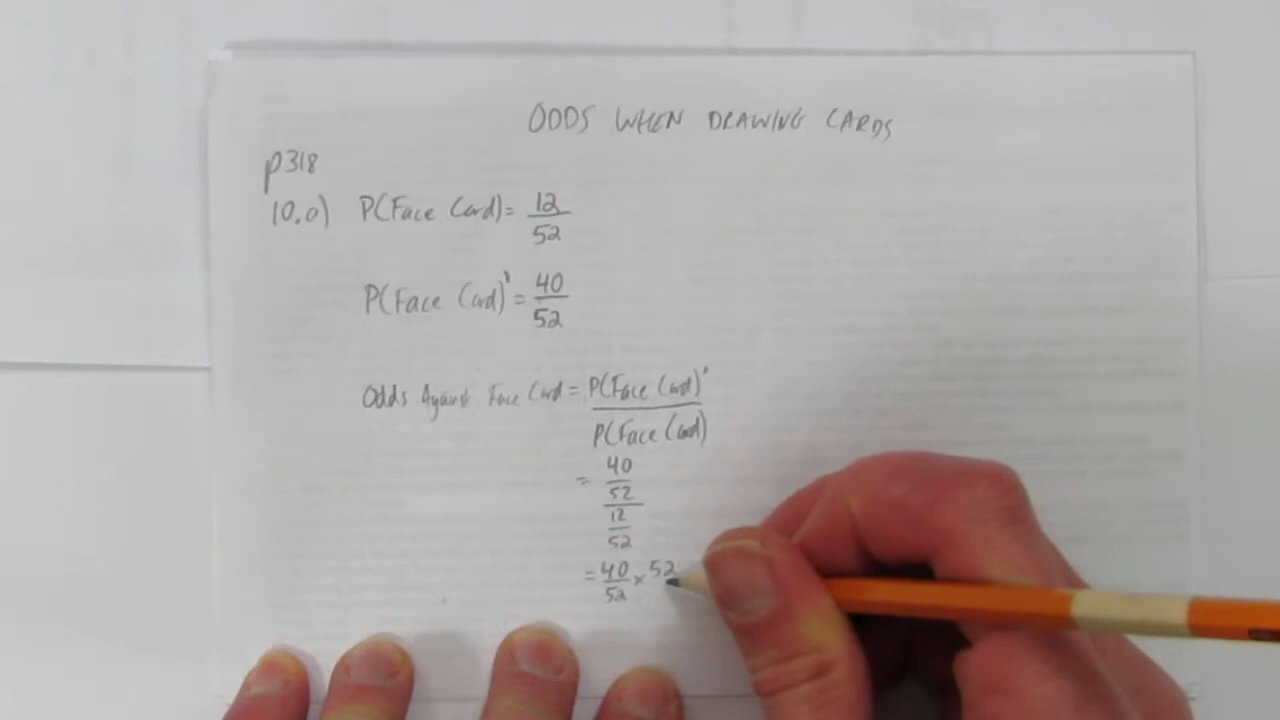 ODDS WHEN DRAWING CARDS
p318
10.a) P(Face Card) = 12/52
P(Face Card)' = 40/52
Odds Against Face Card = P(Face Card)'/P(Face Card)
= 40/52 / 12/52
= 40/52 × 52